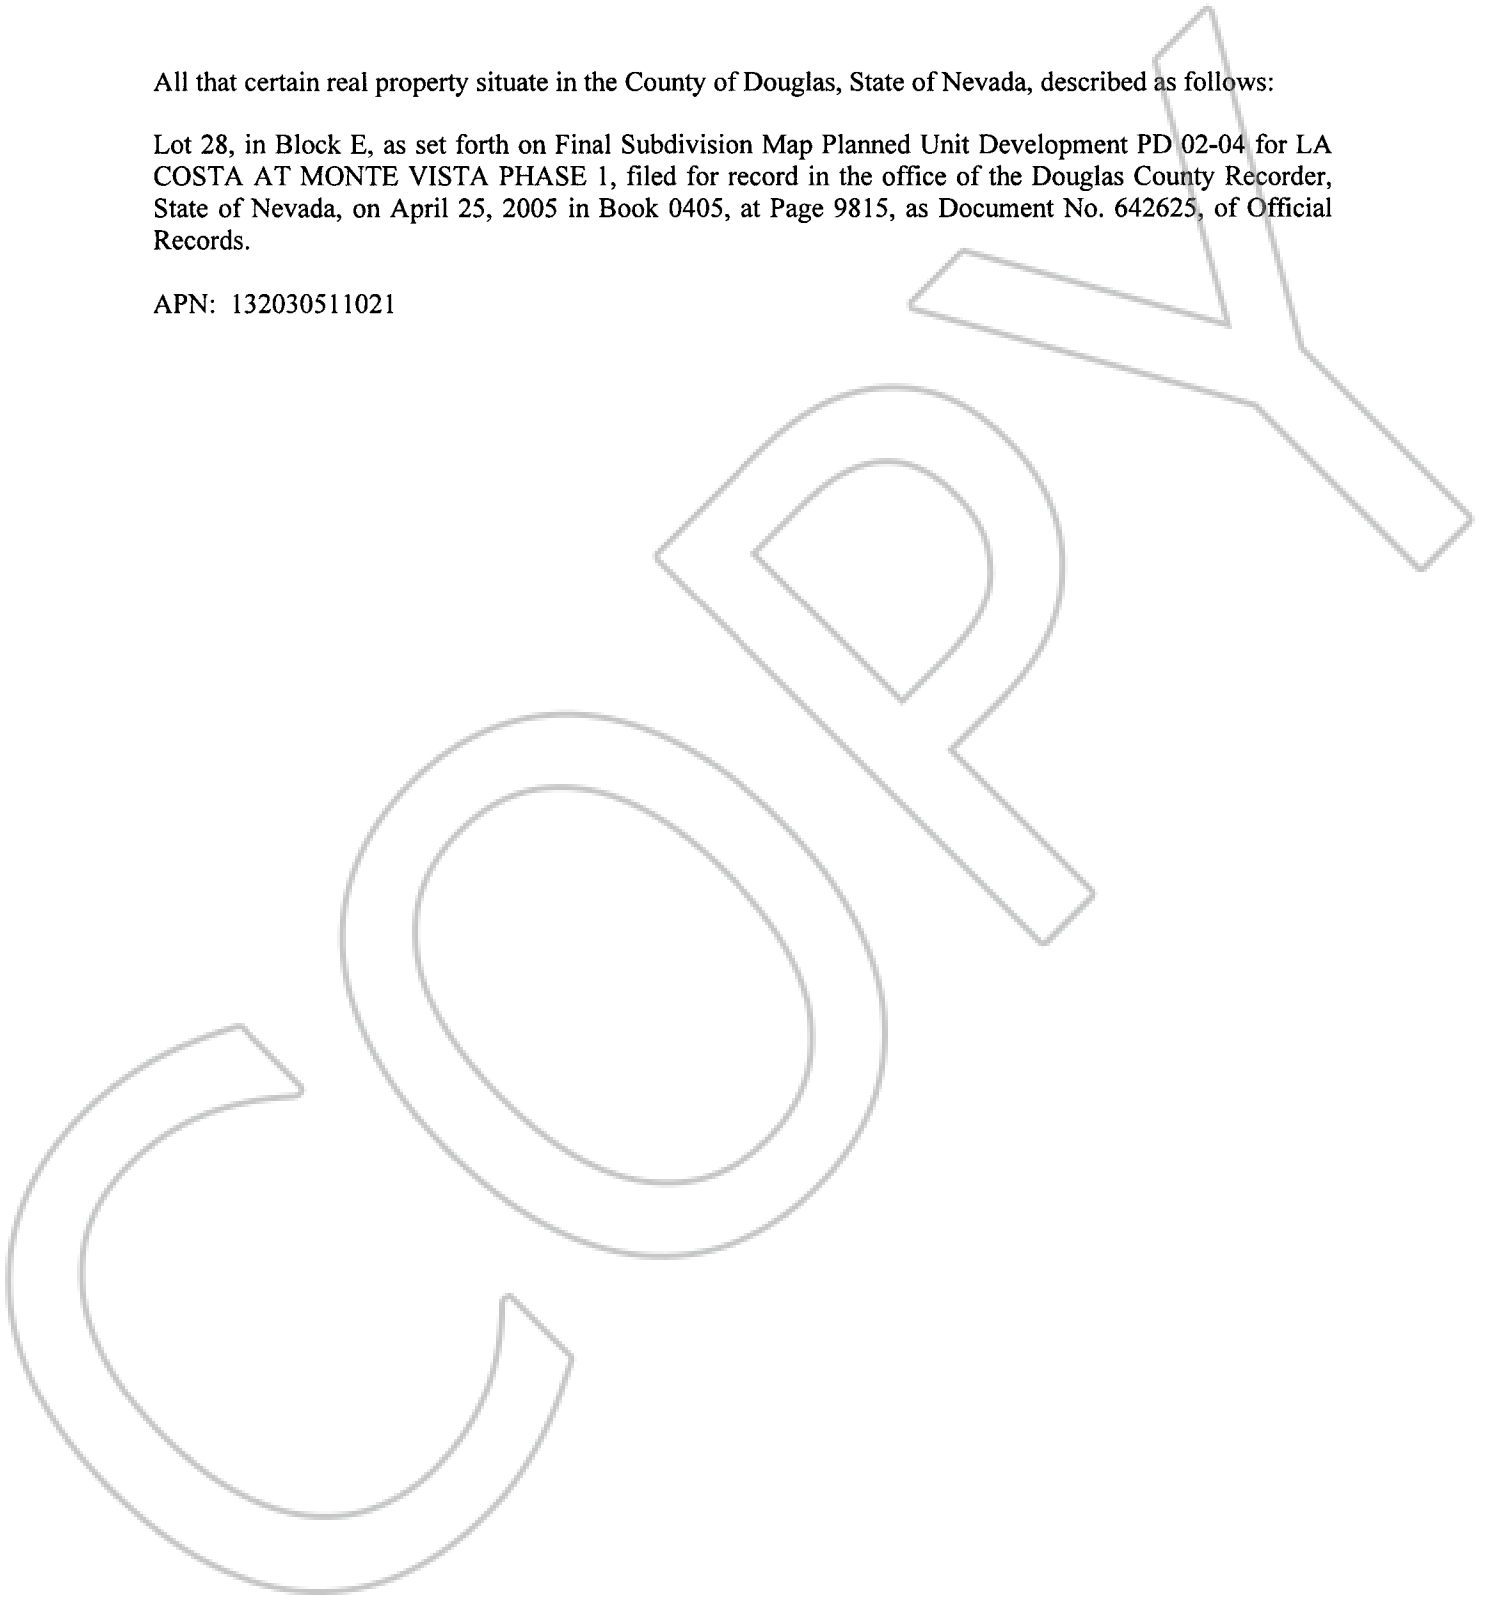 All that certain real property situate in the County of Douglas, State of Nevada, described as follows:
Lot 28, in Block E, as set forth on Final Subdivision Map Planned Unit Development PD 02-04 for LA
COSTA AT MONTE VISTA PHASE 1, filed for record in the office of the Douglas County Recorder,
State of Nevada, on April 25, 2005 in Book 0405, at Page 9815, as Document No. 642625, of Official
Records.
APN: 132030511021
COPY